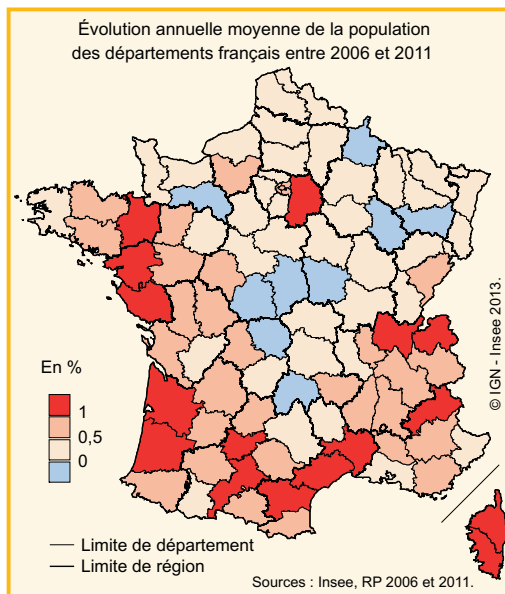 Évolution annuelle moyenne de la population
des départements français entre 2006 et 2011
En %
1
0,5
0
© IGN - Insee 2013.
Limite de département
Limite de région
Sources : Insee, RP 2006 et 2011.